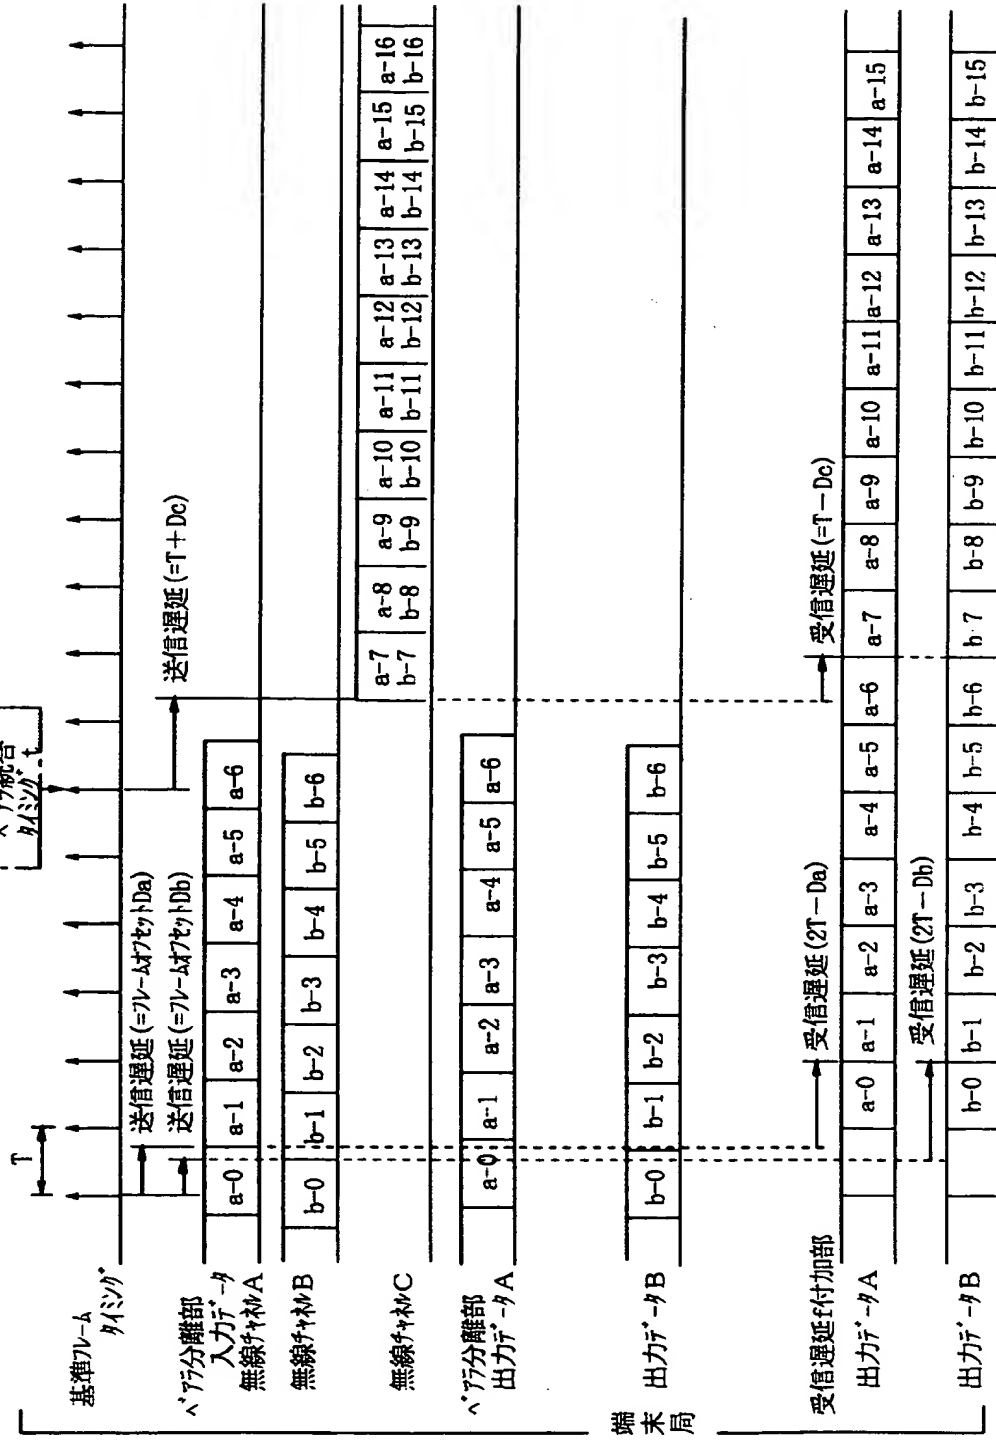 端末局
T
基準フレーム
タイミング
送信遅延(=フレームオフセットDa)
送信遅延(=フレームオフセットDb)
タイミング t
送信遅延(=T+Dc)
ベアラ分離部
入力データ
無線チャネルA
a-0 a-1 a-2 a-3 a-4 a-5 a-6
無線チャネルB
b-0 b-1 b-2 b-3 b-4 b-5 b-6
無線チャネルC
a-7 a-8 a-9 a-10 a-11 a-12 a-13 a-14 a-15 a-16
b-7 b-8 b-9 b-10 b-11 b-12 b-13 b-14 b-15 b-16
ベアラ分離部
出力データA
a-0 a-1 a-2 a-3 a-4 a-5 a-6
出力データB
b-0 b-1 b-2 b-3 b-4 b-5 b-6
受信遅延(2T-Da)
受信遅延(=T-Dc)
受信遅延f付加部
出力データA
a-0 a-1 a-2 a-3 a-4 a-5 a-6 a-7 a-8 a-9 a-10 a-11 a-12 a-13 a-14 a-15
受信遅延(2T-Db)
出力データB
b-0 b-1 b-2 b-3 b-4 b-5 b-6 b-7 b-8 b-9 b-10 b-11 b-12 b-13 b-14 b-15